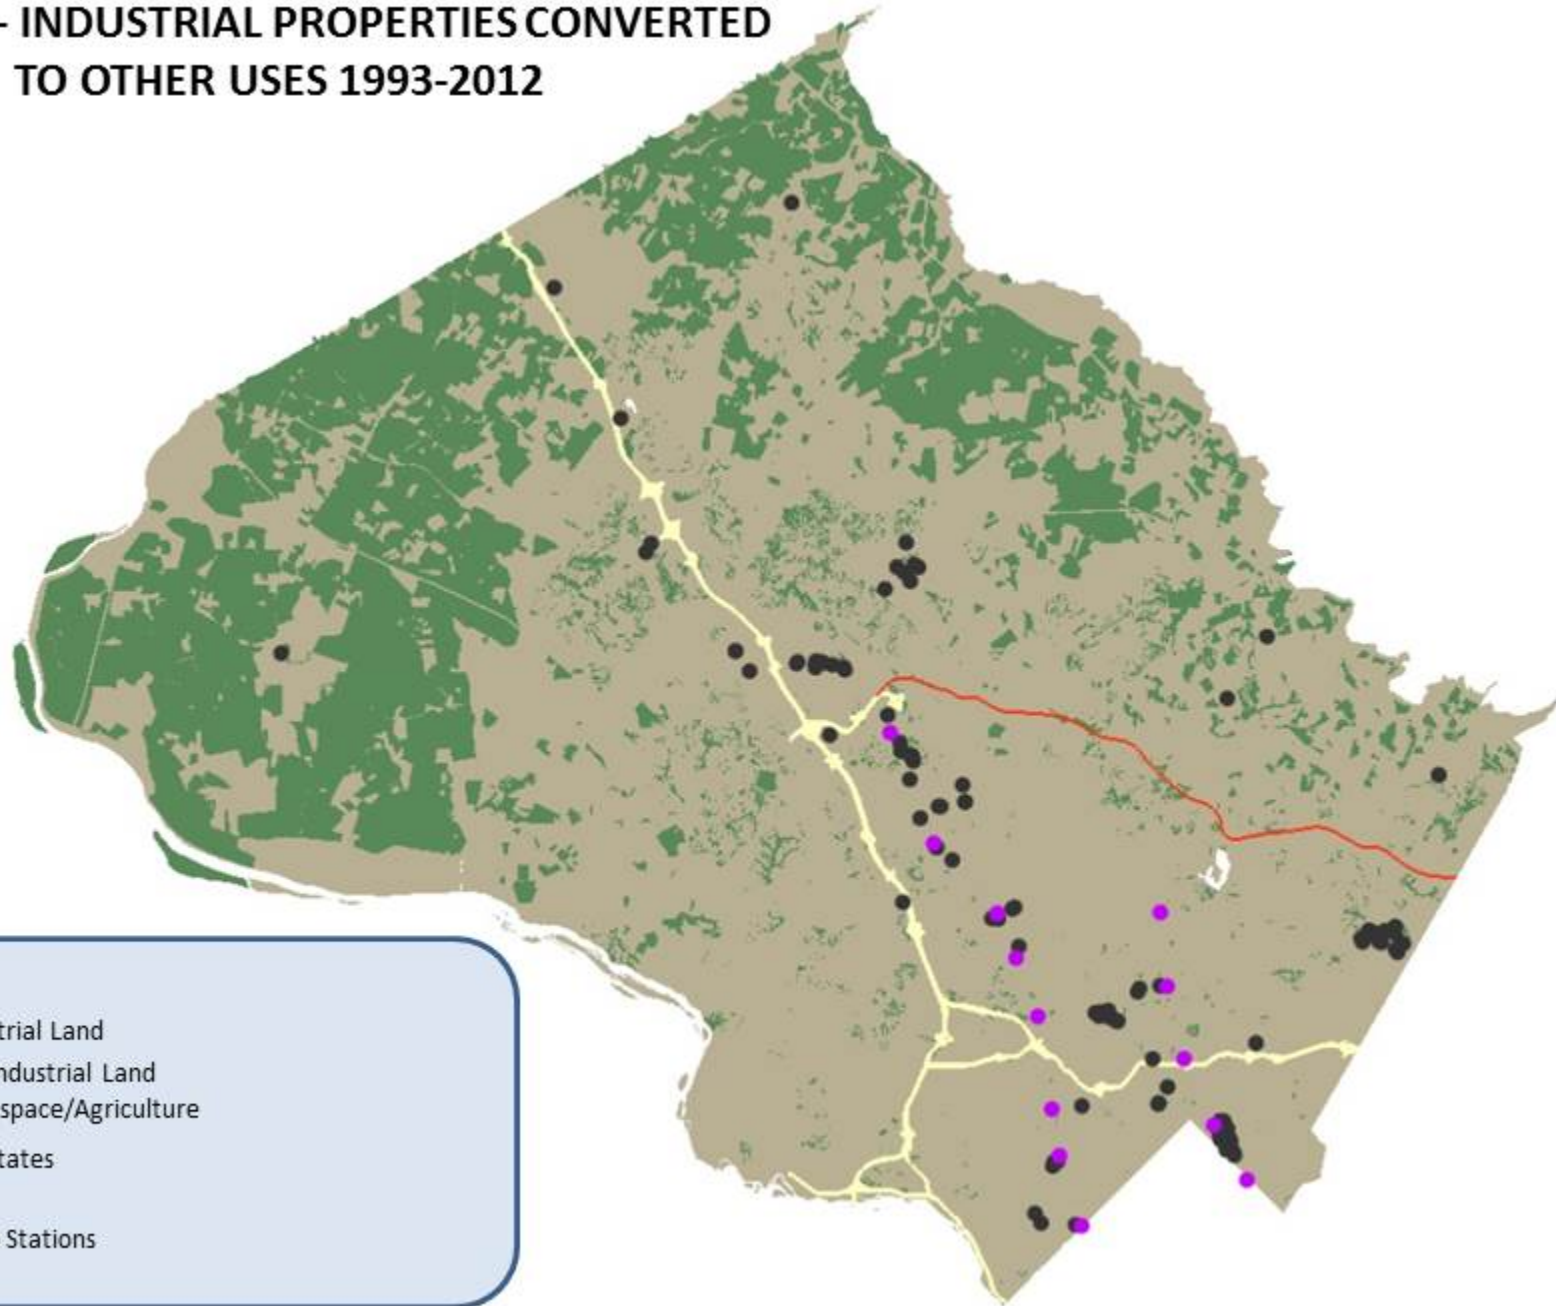 - INDUSTRIAL PROPERTIES CONVERTED
TO OTHER USES 1993-2012
trial Land
ndustrial Land
space/Agriculture
tates
Stations